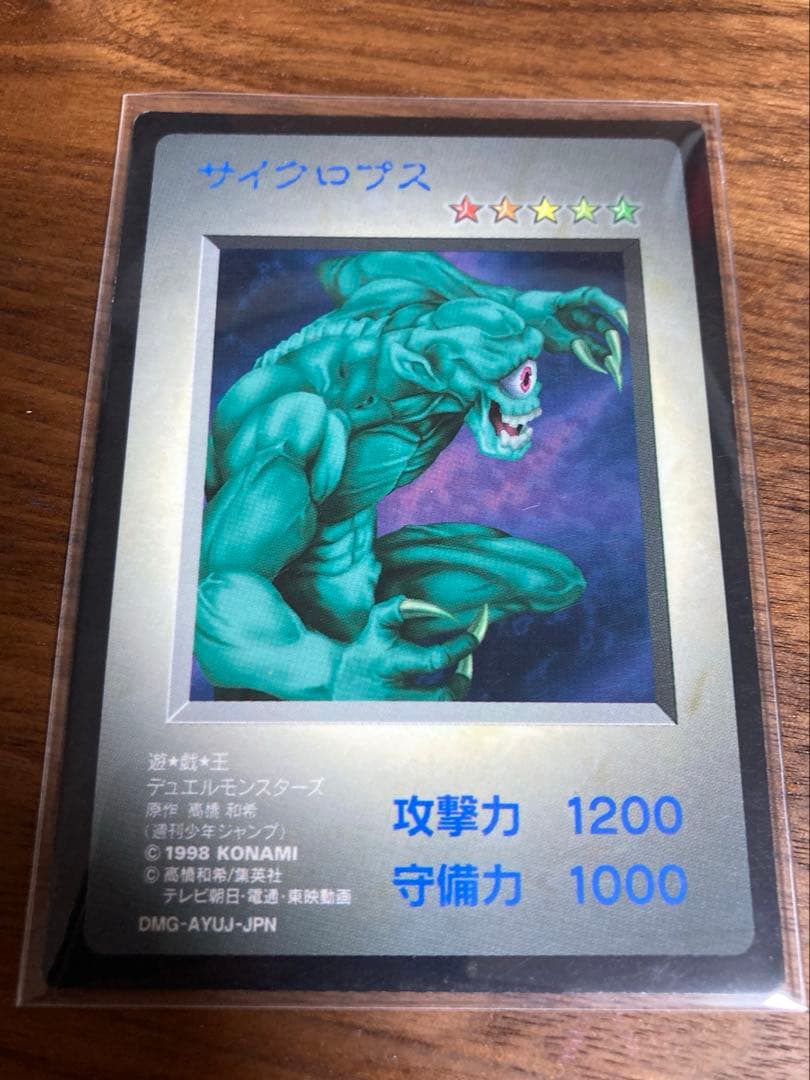 サイクロプス
遊★戯★王
デュエルモンスターズ
原作 高橋 和希
(週刊少年ジャンプ)
© 1998 KONAMI
© 高橋和希/集英社
テレビ朝日・電通・東映動画
DMG-AYUJ-JPN
攻撃力 1200
守備力 1000